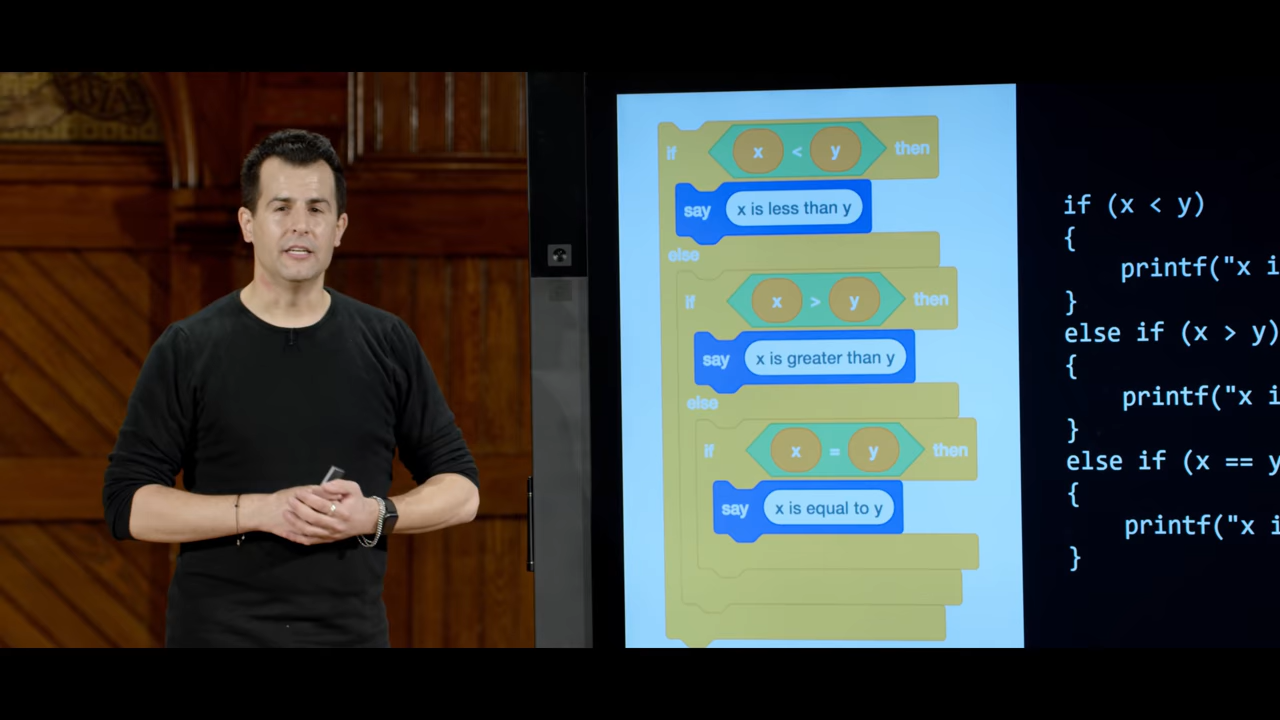 if x < y then
say x is less than y
else
if x > y then
say x is greater than y
else
if x = y then
say x is equal to y
if (x < y)
{
printf("x i
}
else if (x > y)
{
printf("x i
}
else if (x == y
{
printf("x i
}